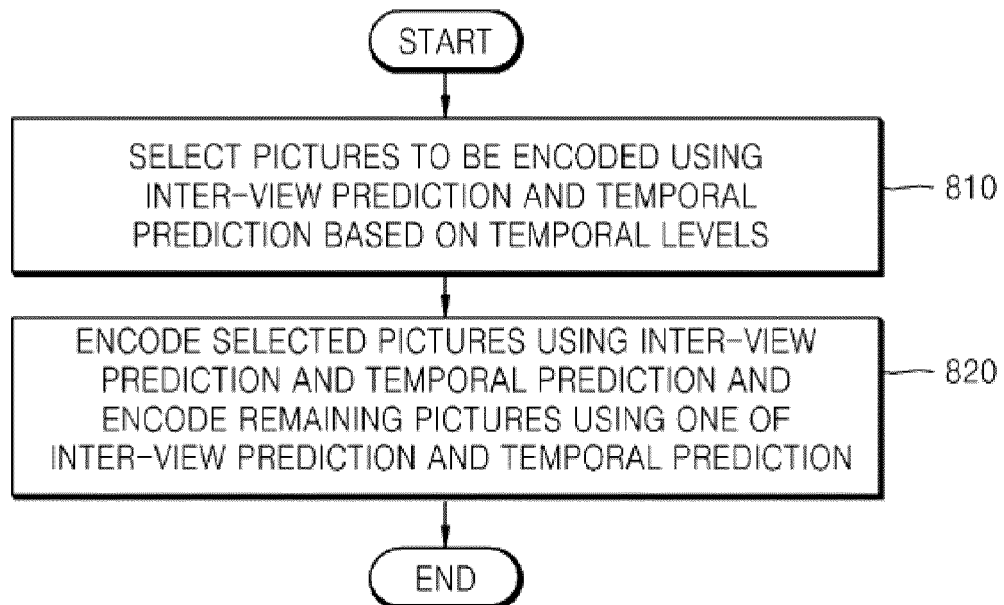 START
SELECT PICTURES TO BE ENCODED USING
INTER-VIEW PREDICTION AND TEMPORAL
PREDICTION BASED ON TEMPORAL LEVELS
810
ENCODE SELECTED PICTURES USING INTER-VIEW
PREDICTION AND TEMPORAL PREDICTION AND
ENCODE REMAINING PICTURES USING ONE OF
INTER-VIEW PREDICTION AND TEMPORAL PREDICTION
820
END